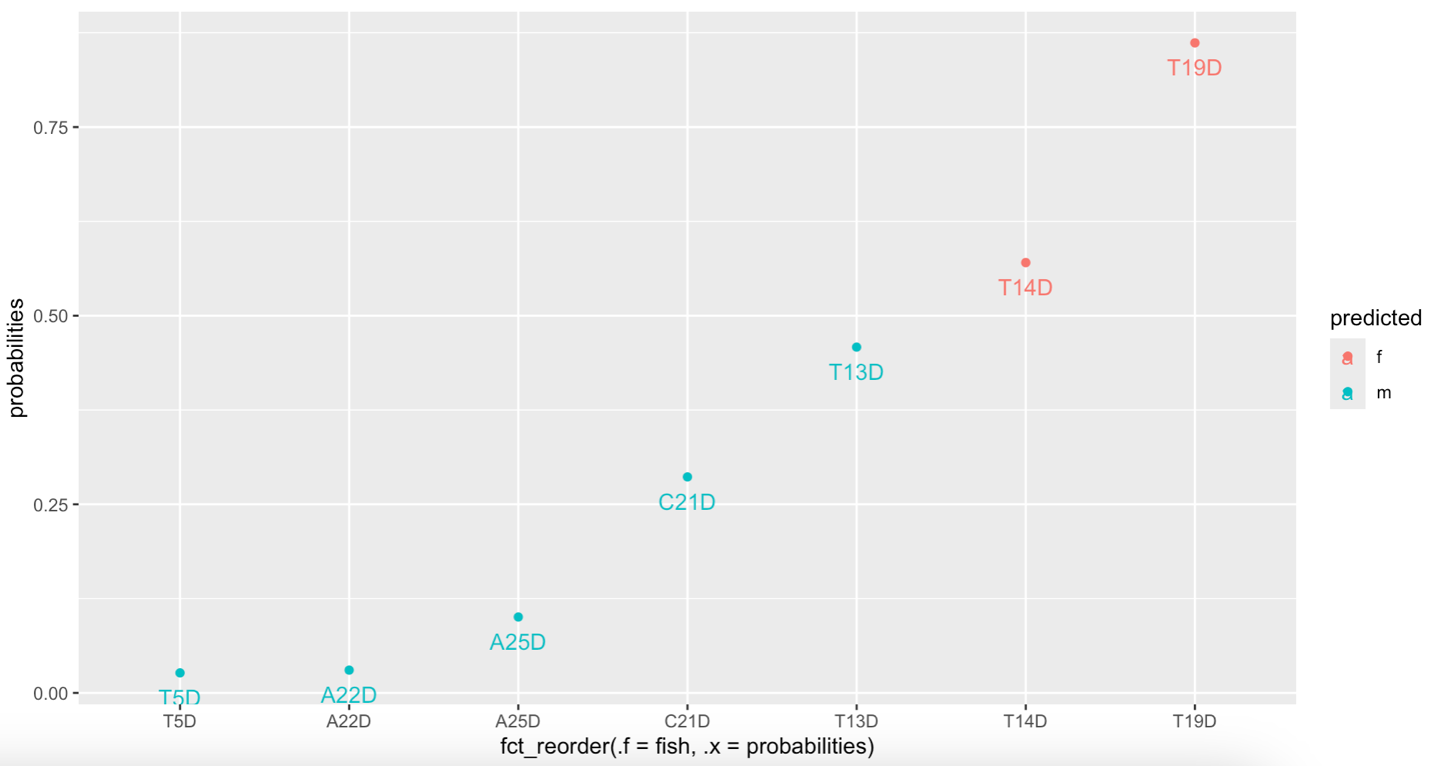 T19D
0.75
T14D
0.50
predicted
a f
T13D
a m
probabilities
C21D
0.25
A25D
T5D
A22D
0.00
T5D A22D A25D C21D T13D T14D T19D
fct_reorder(.f = fish, .x = probabilities)